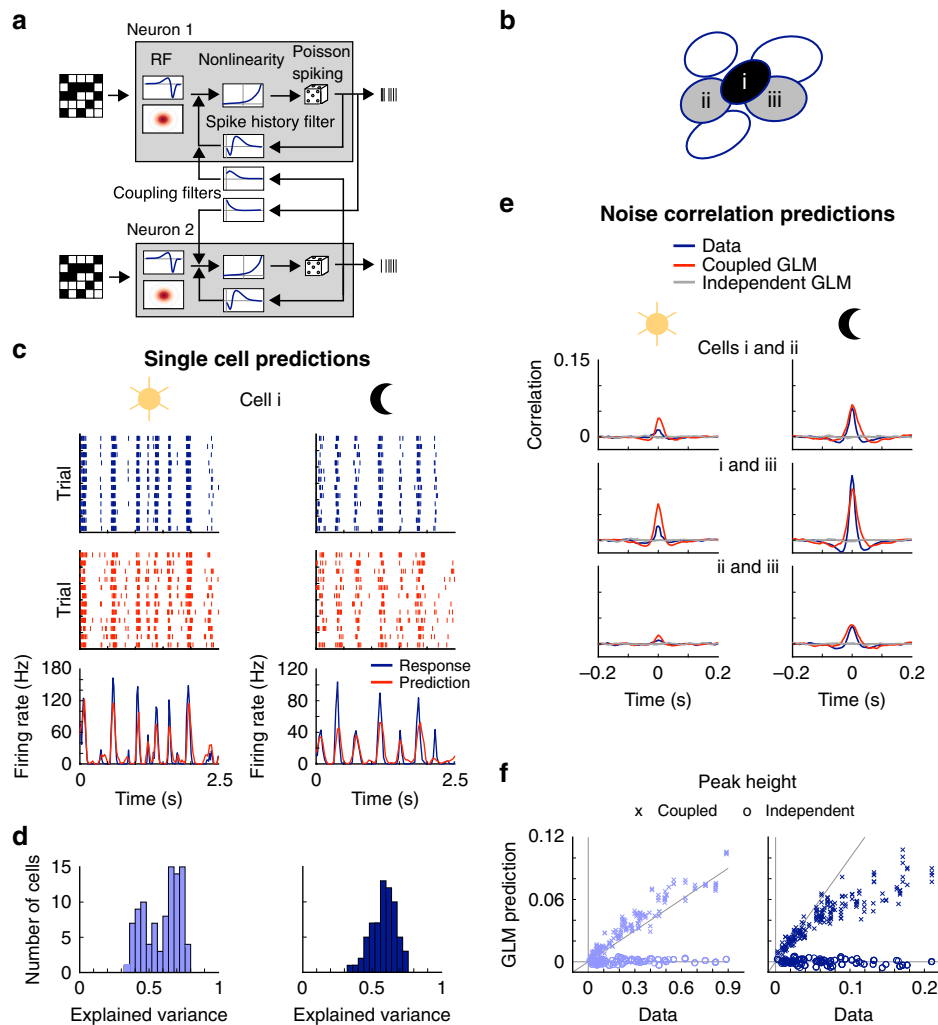 a
Neuron 1
RF
Nonlinearity
Poisson
spiking
Spike history filter
Coupling filters
Neuron 2
b
i
ii
iii
c
Single cell predictions
Cell i
Trial
Trial
Firing rate (Hz)
180
120
60
0
0
2.5
Time (s)
Firing rate (Hz)
120
80
40
0
Response
Prediction
0
2.5
Time (s)
d
Number of cells
15
10
5
0
0
0.5
1
Explained variance
0
0.5
1
Explained variance
e
Noise correlation predictions
Data
Coupled GLM
Independent GLM
Cells i and ii
Correlation
0.15
0
i and iii
ii and iii
−0.2
0
0.2
Time (s)
−0.2
0
0.2
Time (s)
f
Peak height
x Coupled
o Independent
GLM prediction
0.12
0.06
0
0
0.3
0.6
0.9
Data
0
0.1
0.2
Data